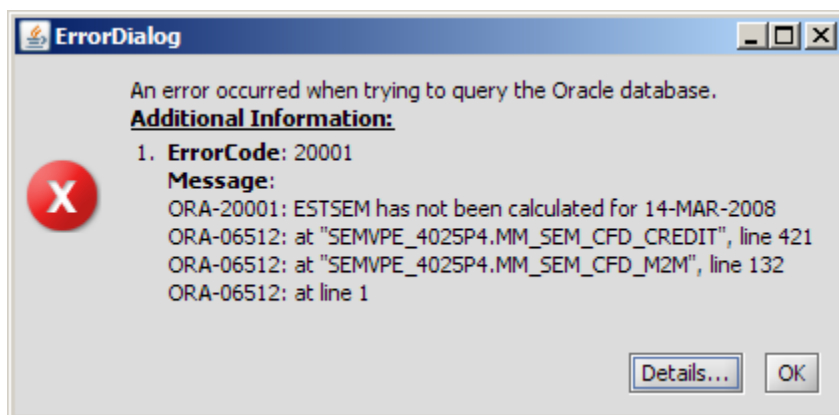 ErrorDialog
An error occurred when trying to query the Oracle database.
Additional Information:
1. ErrorCode: 20001
Message:
ORA-20001: ESTSEM has not been calculated for 14-MAR-2008
ORA-06512: at "SEMVPE_4025P4.MM_SEM_CFD_CREDIT", line 421
ORA-06512: at "SEMVPE_4025P4.MM_SEM_CFD_M2M", line 132
ORA-06512: at line 1
Details... OK